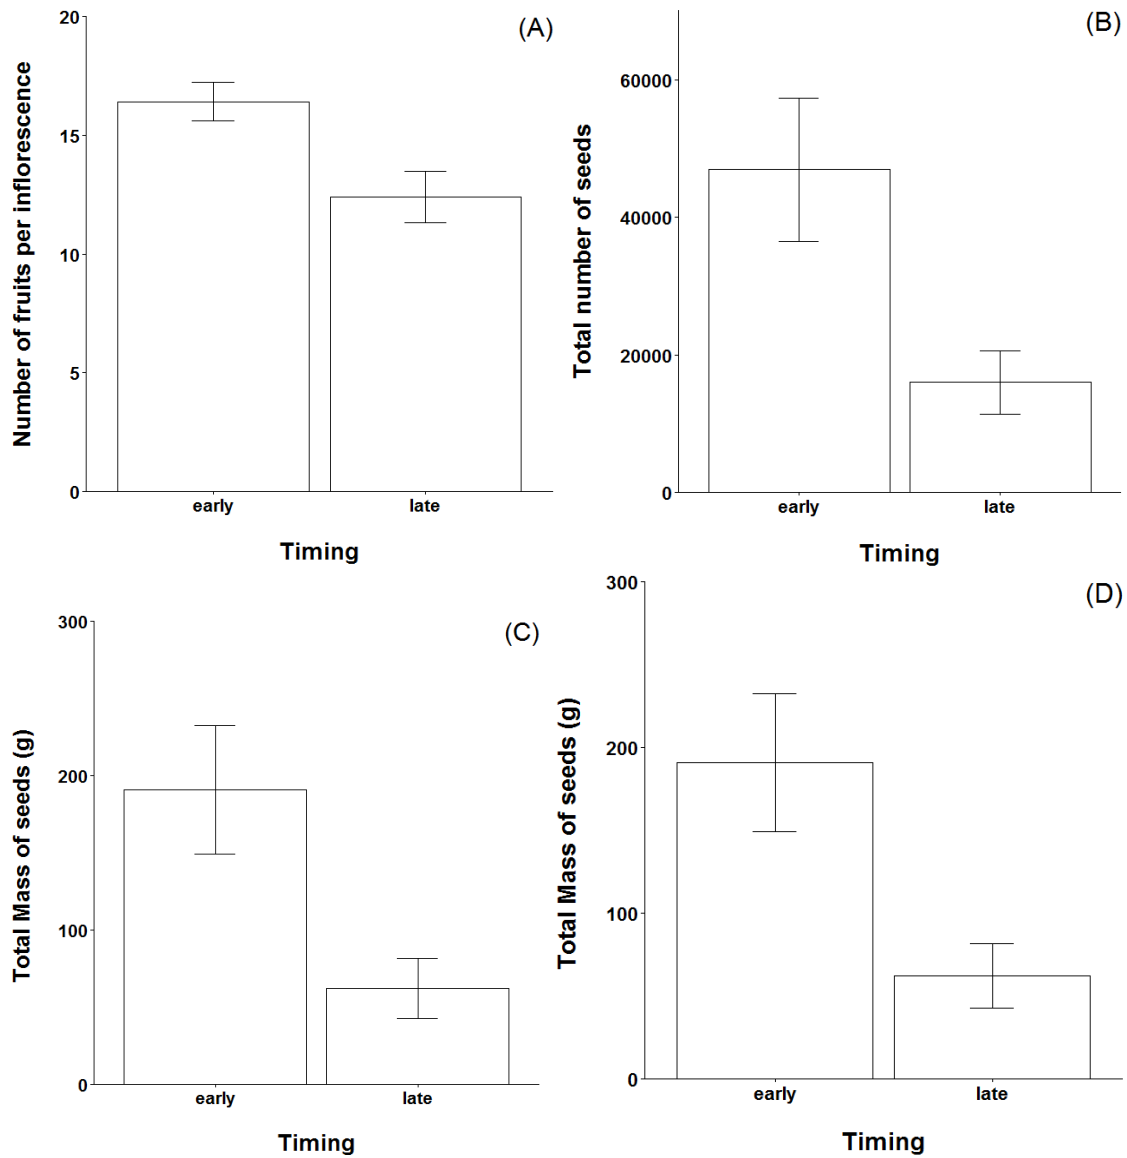 (A)
Number of fruits per inflorescence
20
15
10
5
0
early late
Timing
(B)
Total number of seeds
60000
40000
20000
0
early late
Timing
(C)
Total Mass of seeds (g)
300
200
100
0
early late
Timing
(D)
Total Mass of seeds (g)
300
200
100
0
early late
Timing